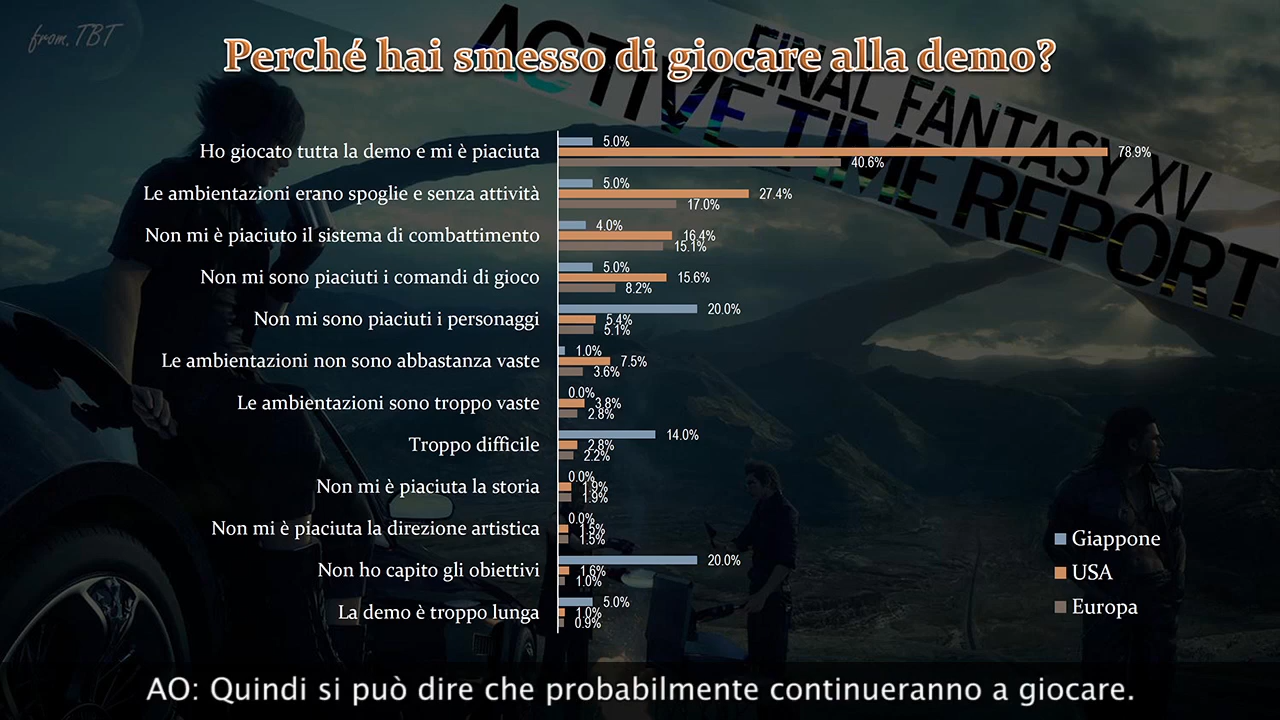 from. TBT
Perché hai smesso di giocare alla demo?
FINAL FANTASY XV
ACTIVE TIME REPORT
Ho giocato tutta la demo e mi è piaciuta 5.0% 78.9% 40.6%
Le ambientazioni erano spoglie e senza attività 5.0% 27.4% 17.0%
Non mi è piaciuto il sistema di combattimento 4.0% 16.4% 15.1%
Non mi sono piaciuti i comandi di gioco 5.0% 15.6% 8.2%
Non mi sono piaciuti i personaggi 20.0% 5.4% 5.1%
Le ambientazioni non sono abbastanza vaste 1.0% 7.5% 3.6%
Le ambientazioni sono troppo vaste 0.0% 3.8% 2.8%
Troppo difficile 14.0% 2.8% 2.2%
Non mi è piaciuta la storia 0.0% 1.9% 1.9%
Non mi è piaciuta la direzione artistica 0.0% 1.5% 1.5%
Non ho capito gli obiettivi 20.0% 1.6% 1.0%
La demo è troppo lunga 5.0% 1.0% 0.9%
Giappone
USA
Europa
AO: Quindi si può dire che probabilmente continueranno a giocare.